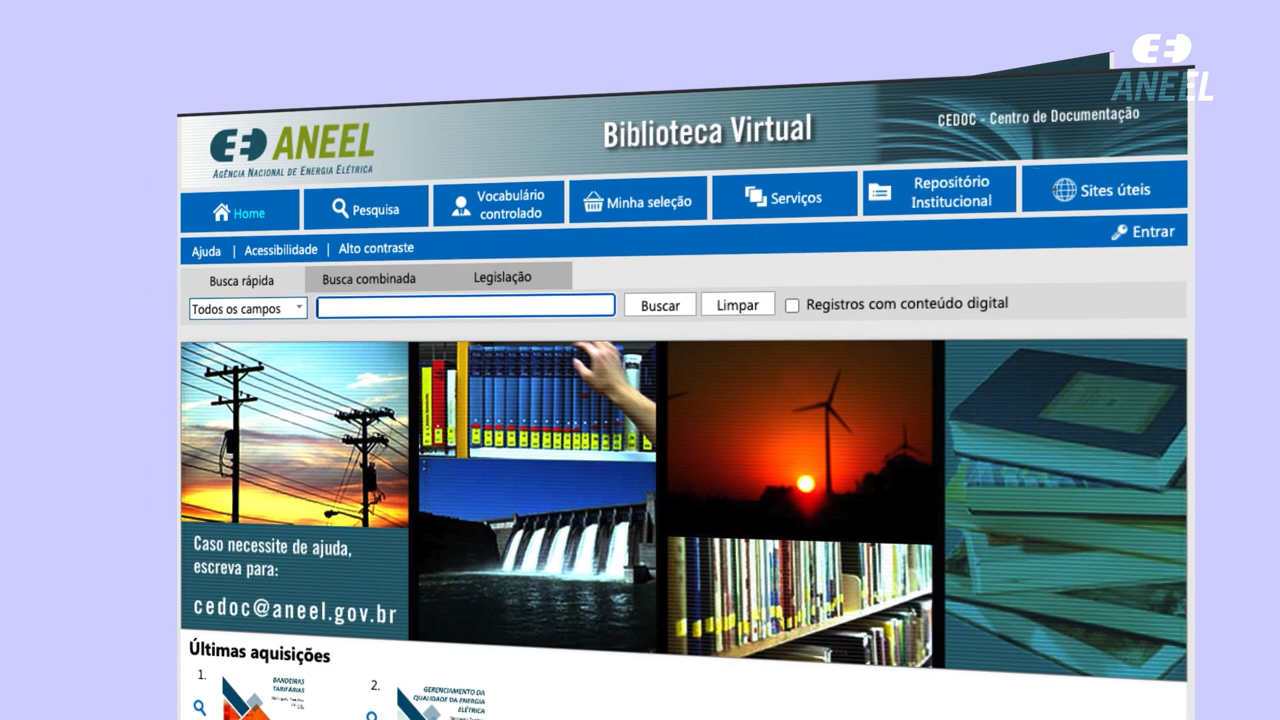 ANEEL
ANEEL
AGÊNCIA NACIONAL DE ENERGIA ELÉTRICA
Biblioteca Virtual
CEDOC - Centro de Documentação
Home
Pesquisa
Vocabulário
controlado
Minha seleção
Serviços
Repositório
Institucional
Sites úteis
Ajuda | Acessibilidade | Alto contraste
Entrar
Busca rápida
Busca combinada
Legislação
Todos os campos
Buscar
Limpar
Registros com conteúdo digital
Caso necessite de ajuda,
escreva para:
cedoc@aneel.gov.br
Últimas aquisições
1.
BANDEIRAS
TARIFÁRIAS
2.
GERENCIAMENTO DA
QUALIDADE DA ENERGIA
ELÉTRICA